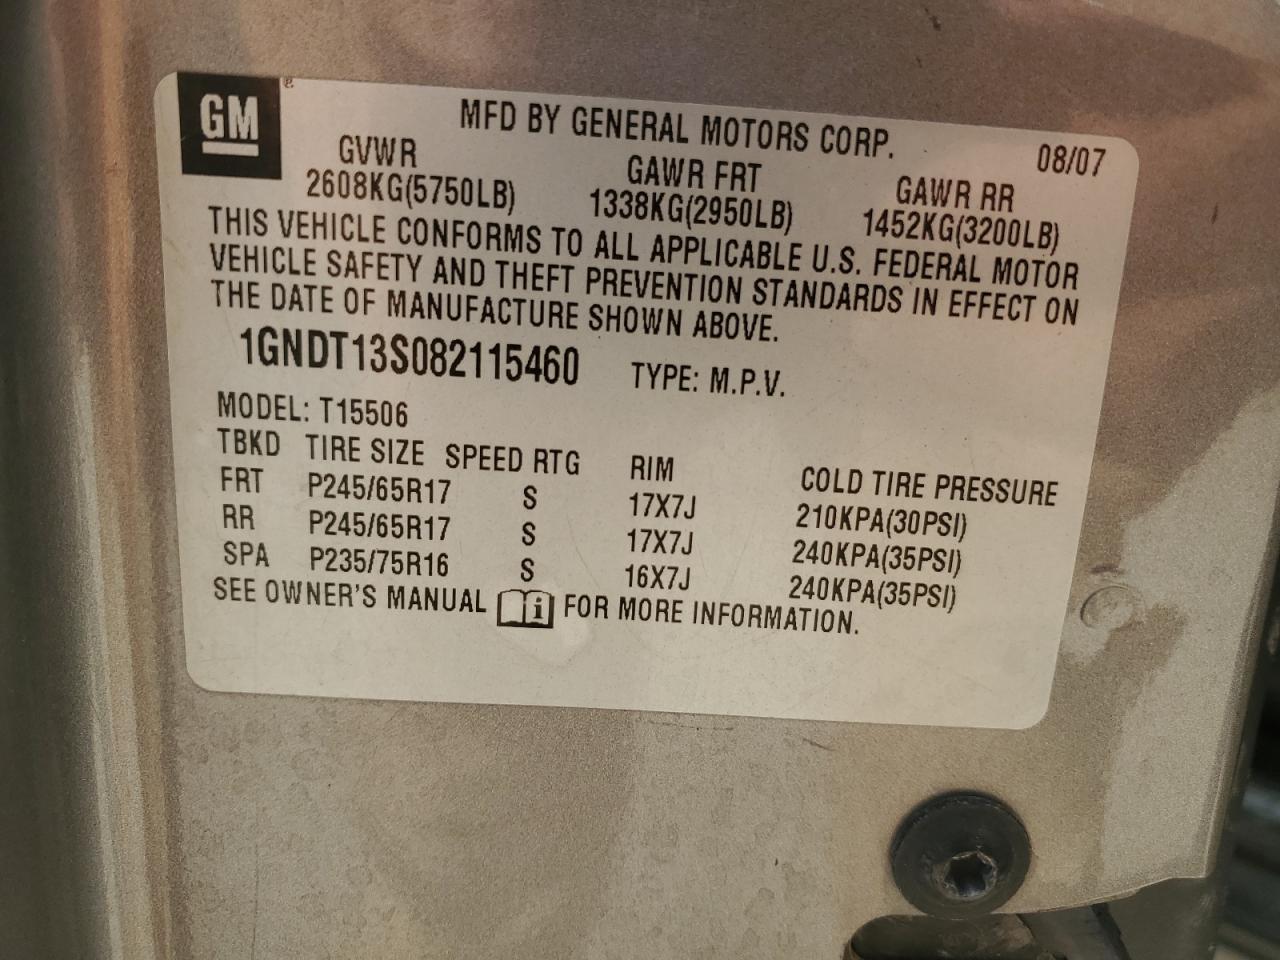 GM
MFD BY GENERAL MOTORS CORP. 08/07
GVWR GAWR FRT GAWR RR
2608KG(5750LB) 1338KG(2950LB) 1452KG(3200LB)
THIS VEHICLE CONFORMS TO ALL APPLICABLE U.S. FEDERAL MOTOR
VEHICLE SAFETY AND THEFT PREVENTION STANDARDS IN EFFECT ON
THE DATE OF MANUFACTURE SHOWN ABOVE.
1GNDT13S082115460 TYPE: M.P.V.
MODEL: T15506
TBKD TIRE SIZE SPEED RTG RIM COLD TIRE PRESSURE
FRT P245/65R17 S 17X7J 210KPA(30PSI)
RR P245/65R17 S 17X7J 240KPA(35PSI)
SPA P235/75R16 S 16X7J 240KPA(35PSI)
SEE OWNER'S MANUAL i FOR MORE INFORMATION.